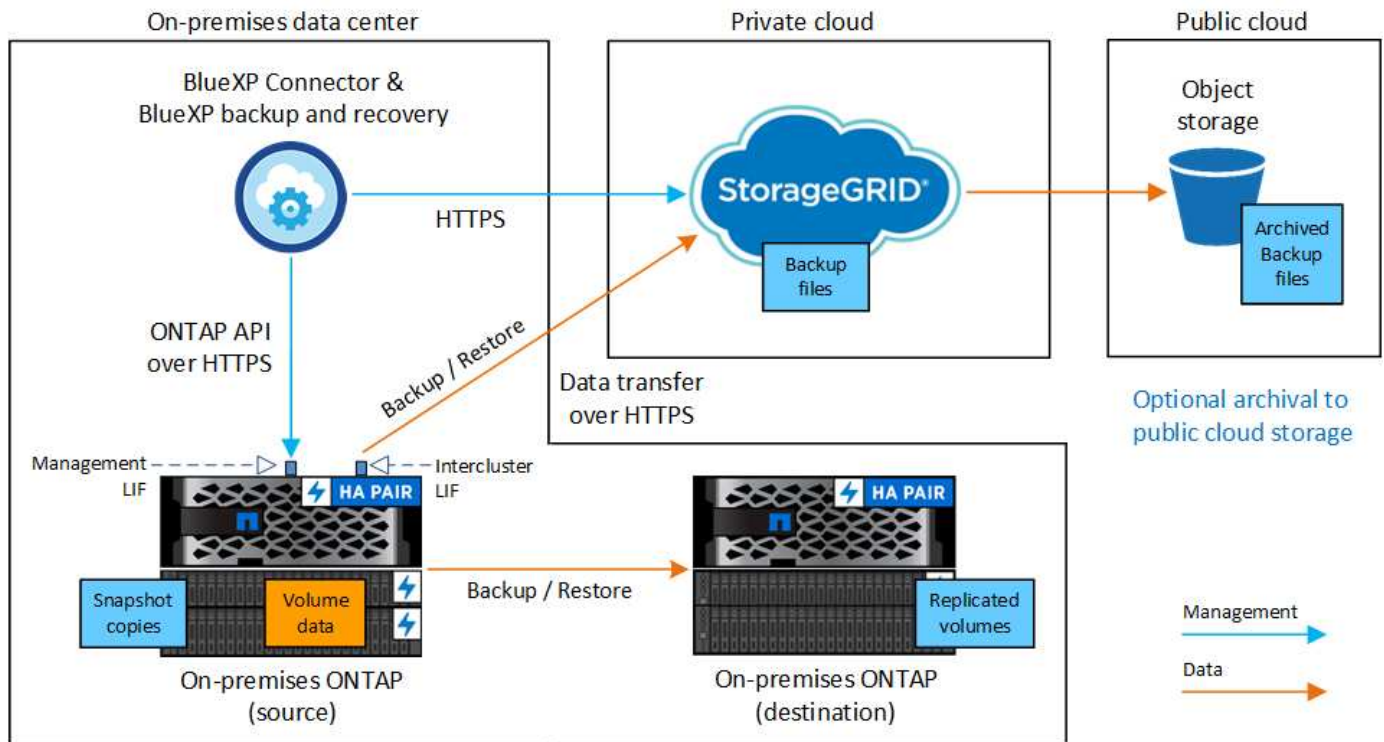 On-premises data center
Private cloud
Public cloud
BlueXP Connector &
BlueXP backup and recovery
HTTPS
StorageGRID®
Backup
files
Object
storage
Archived
Backup
files
ONTAP API
over HTTPS
Backup / Restore
Data transfer
over HTTPS
Optional archival to
public cloud storage
Management
LIF
Intercluster
LIF
HA PAIR
HA PAIR
Snapshot
copies
Volume
data
Backup / Restore
Replicated
volumes
On-premises ONTAP
(source)
On-premises ONTAP
(destination)
Management
Data